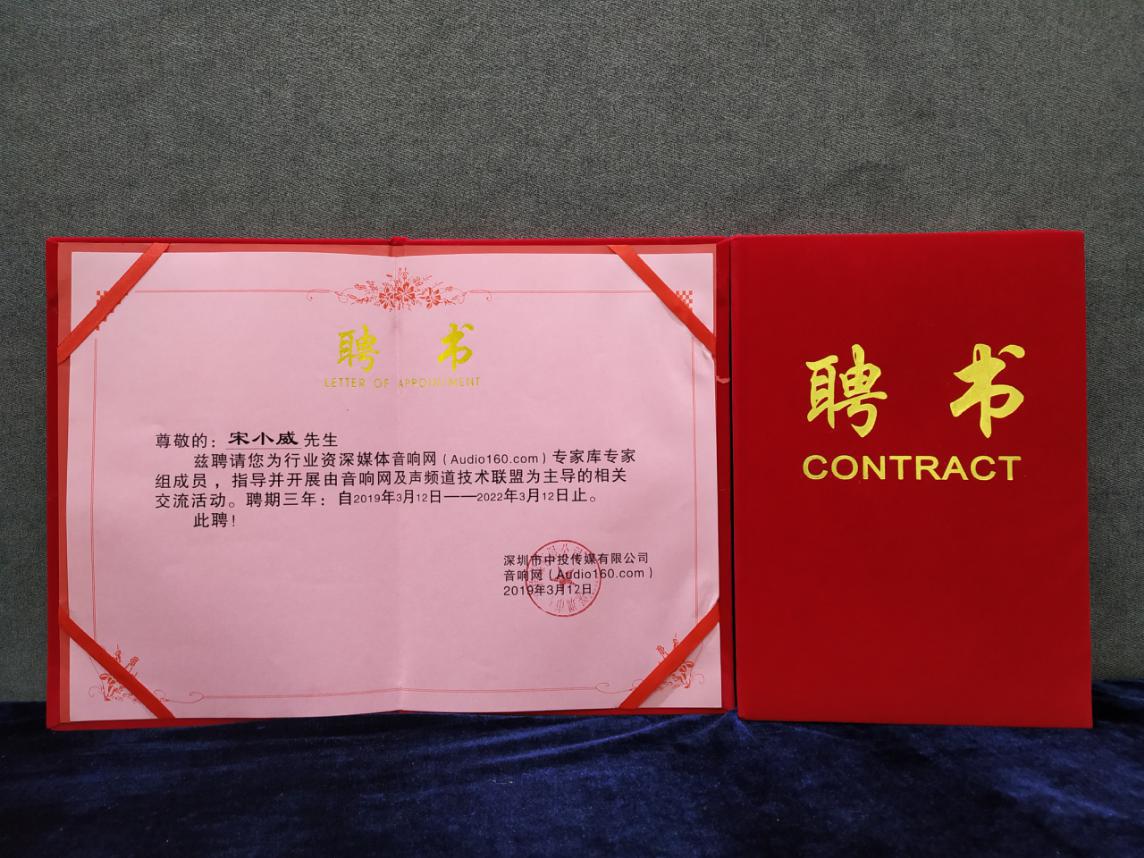 聘 书
LETTER OF APPOINTMENT
尊敬的：宋小威 先生
兹聘请您为行业资深媒体音响网（Audio160.com）专家库专家
组成员，指导并开展由音响网及声频道技术联盟为主导的相关
交流活动。聘期三年：自2019年3月12日——2022年3月12日止。
此聘！
深圳市中投传媒有限公司
音响网（Audio160.com）
2019年3月12日
聘 书
CONTRACT